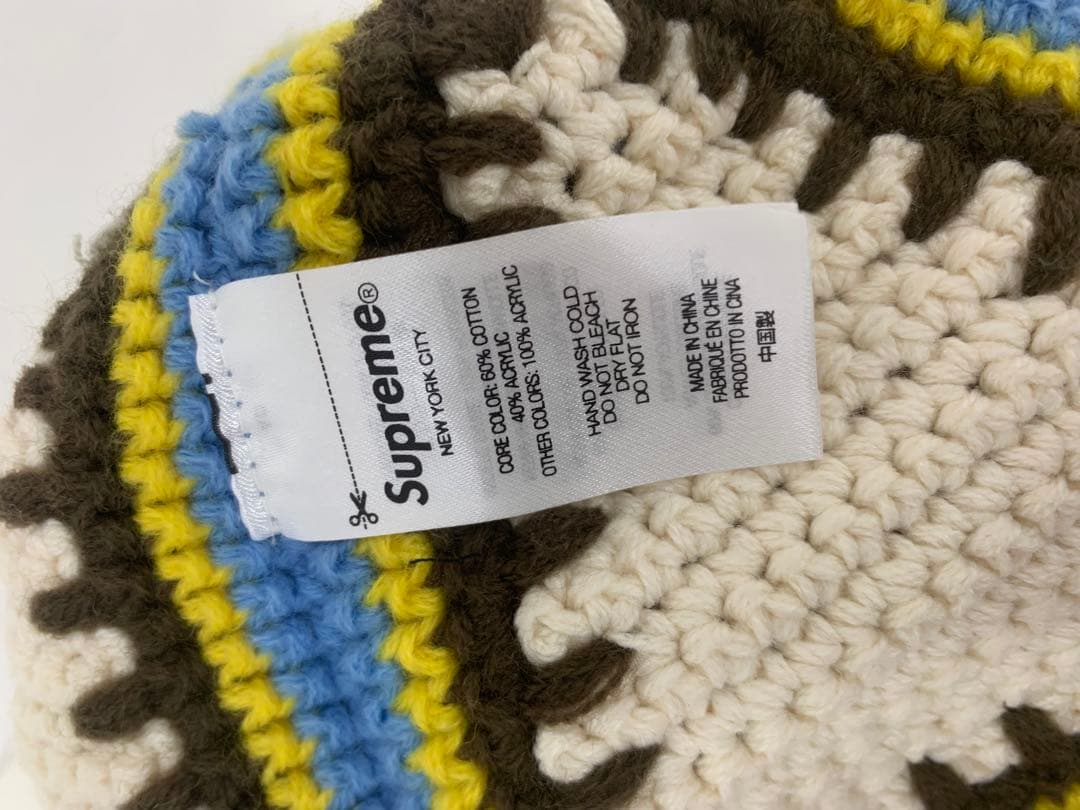 Supreme®
NEW YORK CITY
CORE COLOR: 60% COTTON
40% ACRYLIC
OTHER COLORS: 100% ACRYLIC
HAND WASH COLD
DO NOT BLEACH
DRY FLAT
DO NOT IRON
MADE IN CHINA
FABRIQUÉ EN CHINE
PRODOTTO IN CINA
中国製